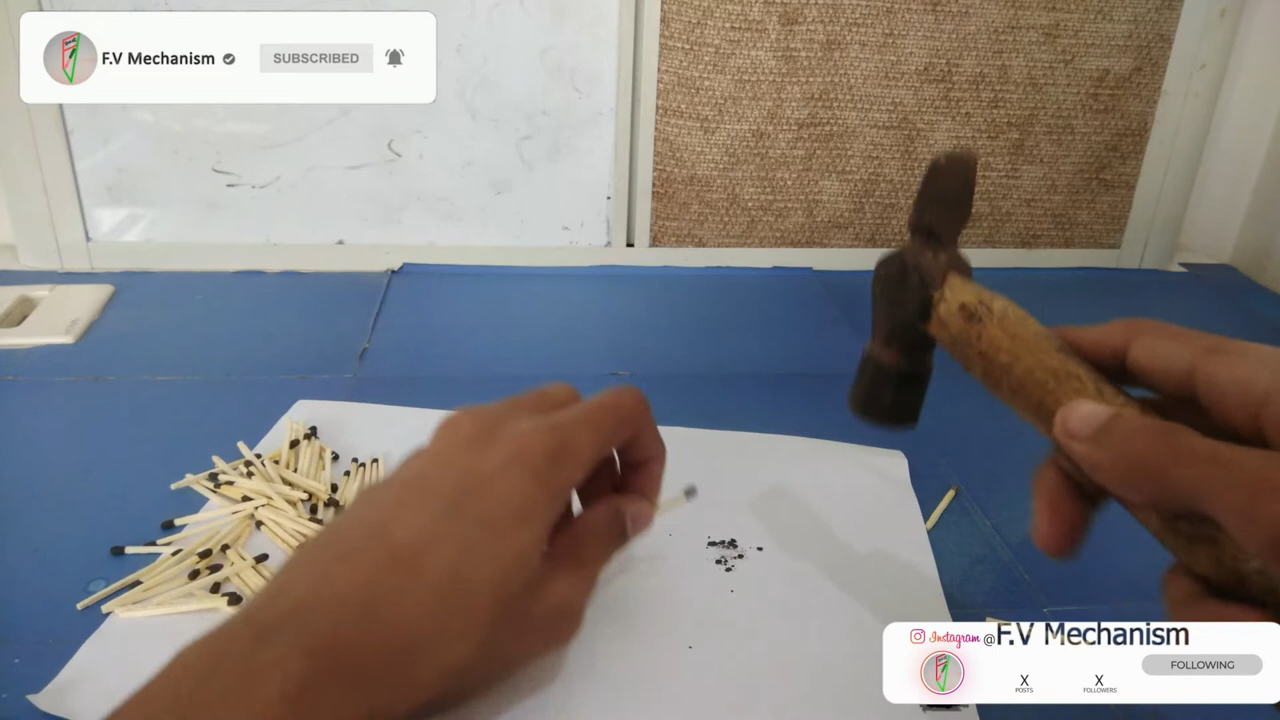 F.V Mechanism
SUBSCRIBED
Instagram @F.V Mechanism
FOLLOWING
X X
POSTS FOLLOWERS